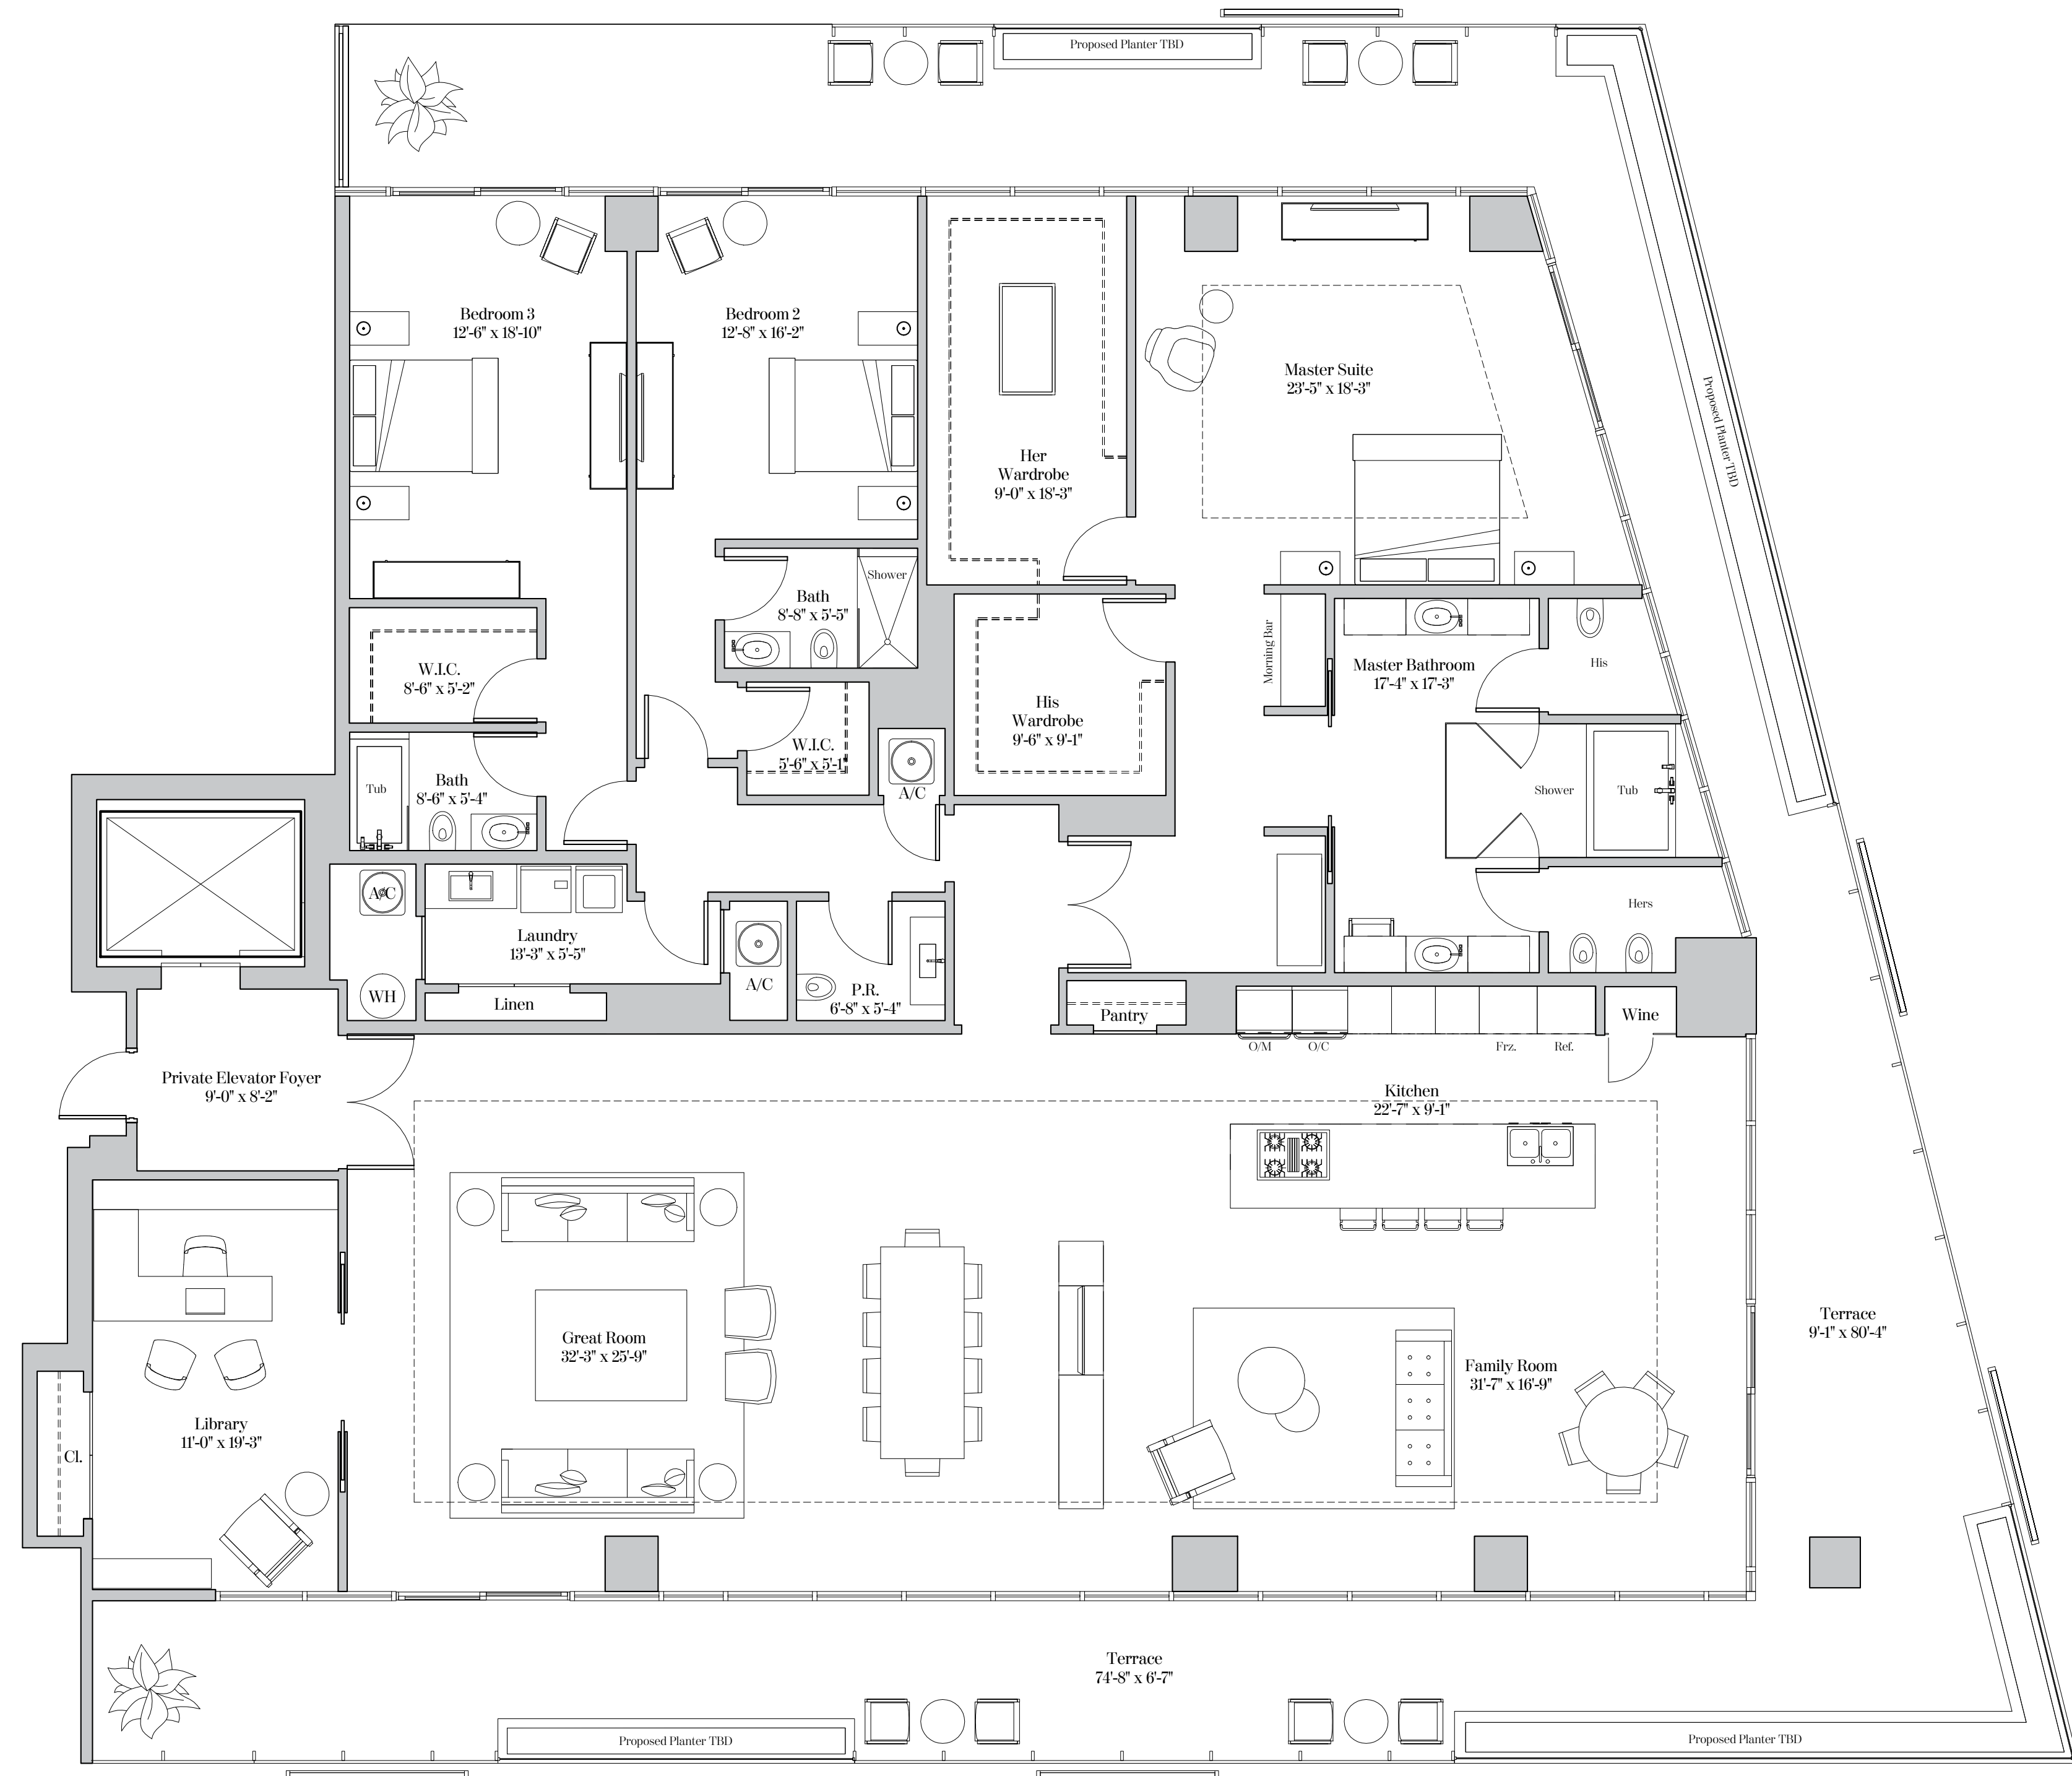 Proposed Planter TBD
Bedroom 3
12'-6" x 18'-10"
Bedroom 2
12'-8" x 16'-2"
Master Suite
23'-5" x 18'-3"
Proposed Planter TBD
Her
Wardrobe
9'-0" x 18'-3"
Shower
Bath
8'-8" x 5'-5"
Morning Bar
W.I.C.
8'-6" x 5'-2"
Master Bathroom
17'-4" x 17'-3"
His
His
Wardrobe
9'-6" x 9'-1"
W.I.C.
5'-6" x 5'-1"
A/C
Tub
Bath
8'-6" x 5'-4"
Shower
Tub
A/C
Hers
Laundry
13'-3" x 5'-5"
A/C
WH
Linen
P.R.
6'-8" x 5'-4"
Pantry
Wine
O/M
O/C
Frz.
Ref.
Private Elevator Foyer
9'-0" x 8'-2"
Kitchen
22'-7" x 9'-1"
Great Room
32'-3" x 25'-9"
Terrace
9'-1" x 80'-4"
Family Room
31'-7" x 16'-9"
Library
11'-0" x 19'-3"
Cl.
Terrace
74'-8" x 6'-7"
Proposed Planter TBD
Proposed Planter TBD